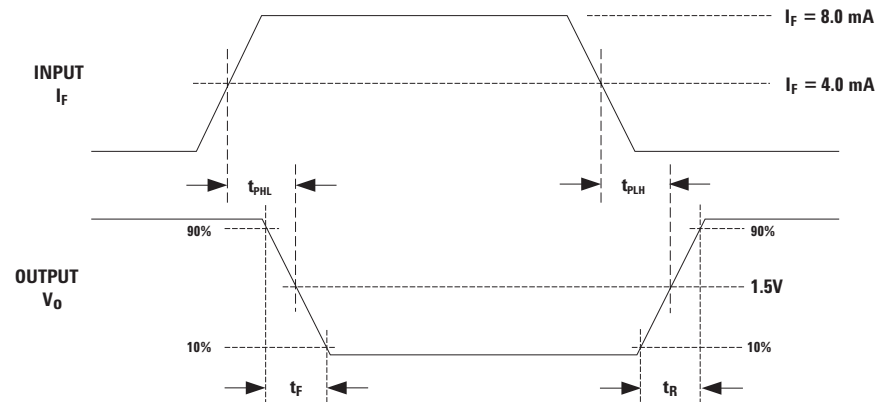 I_F = 8.0 mA
INPUT
I_F
I_F = 4.0 mA
t_PHL
t_PLH
90%
90%
OUTPUT
V_O
1.5V
10%
10%
t_F
t_R